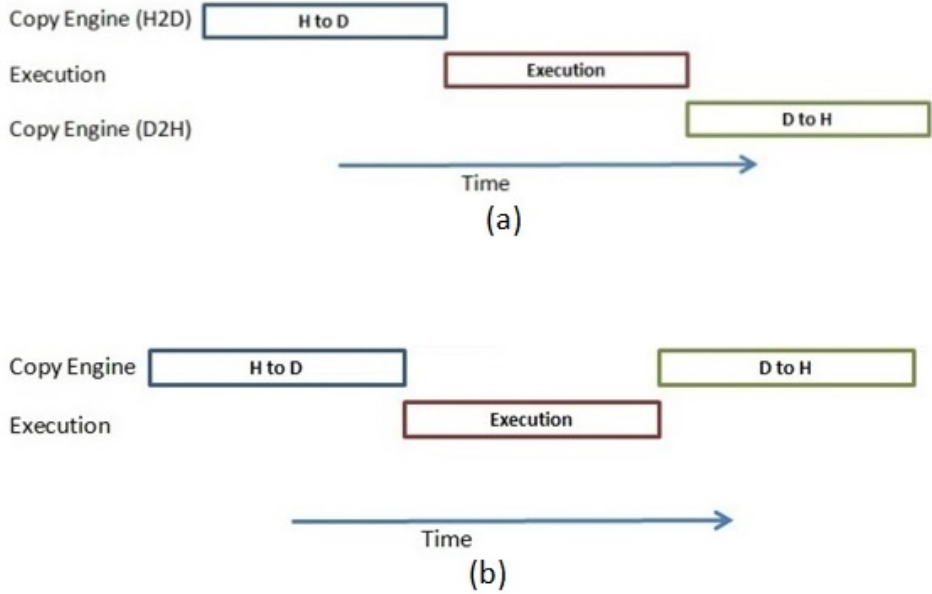 Copy Engine (H2D)
H to D
Execution
Execution
Copy Engine (D2H)
D to H
Time
(a)
Copy Engine
H to D
D to H
Execution
Execution
Time
(b)